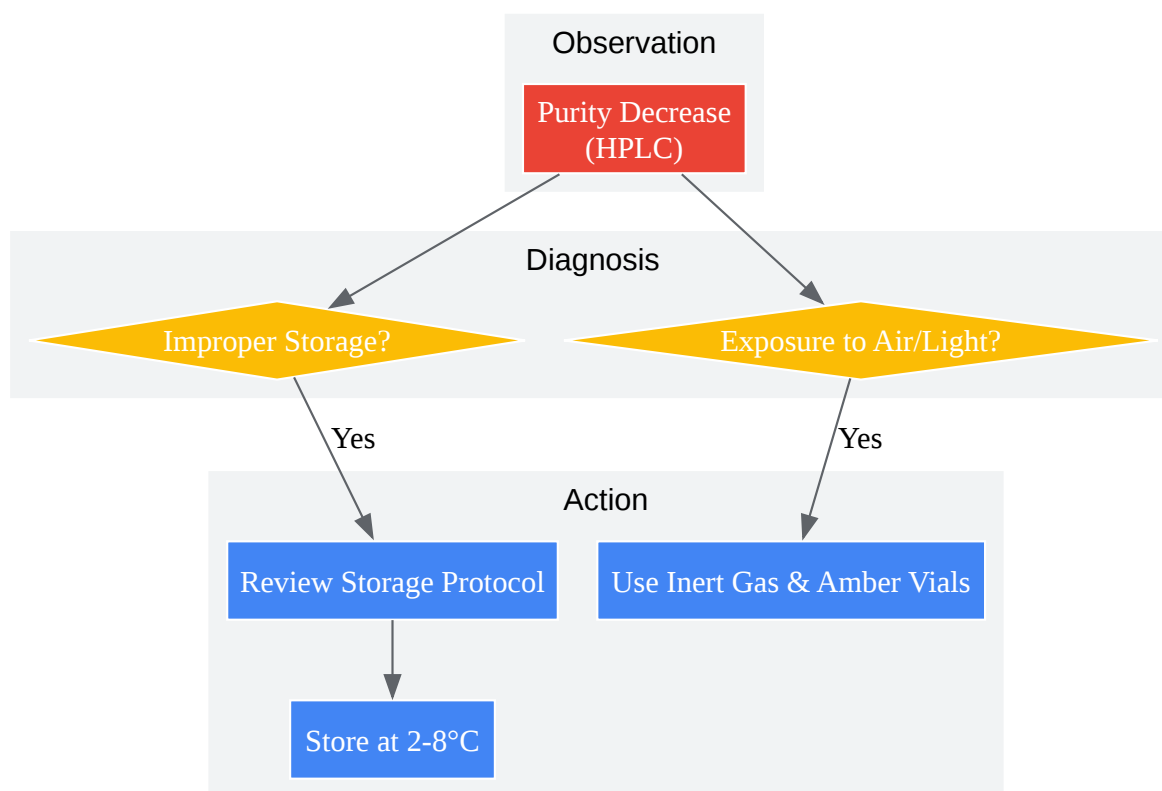 Observation
Purity Decrease
(HPLC)
Diagnosis
Improper Storage?
Exposure to Air/Light?
Yes
Yes
Action
Review Storage Protocol
Use Inert Gas & Amber Vials
Store at 2-8°C